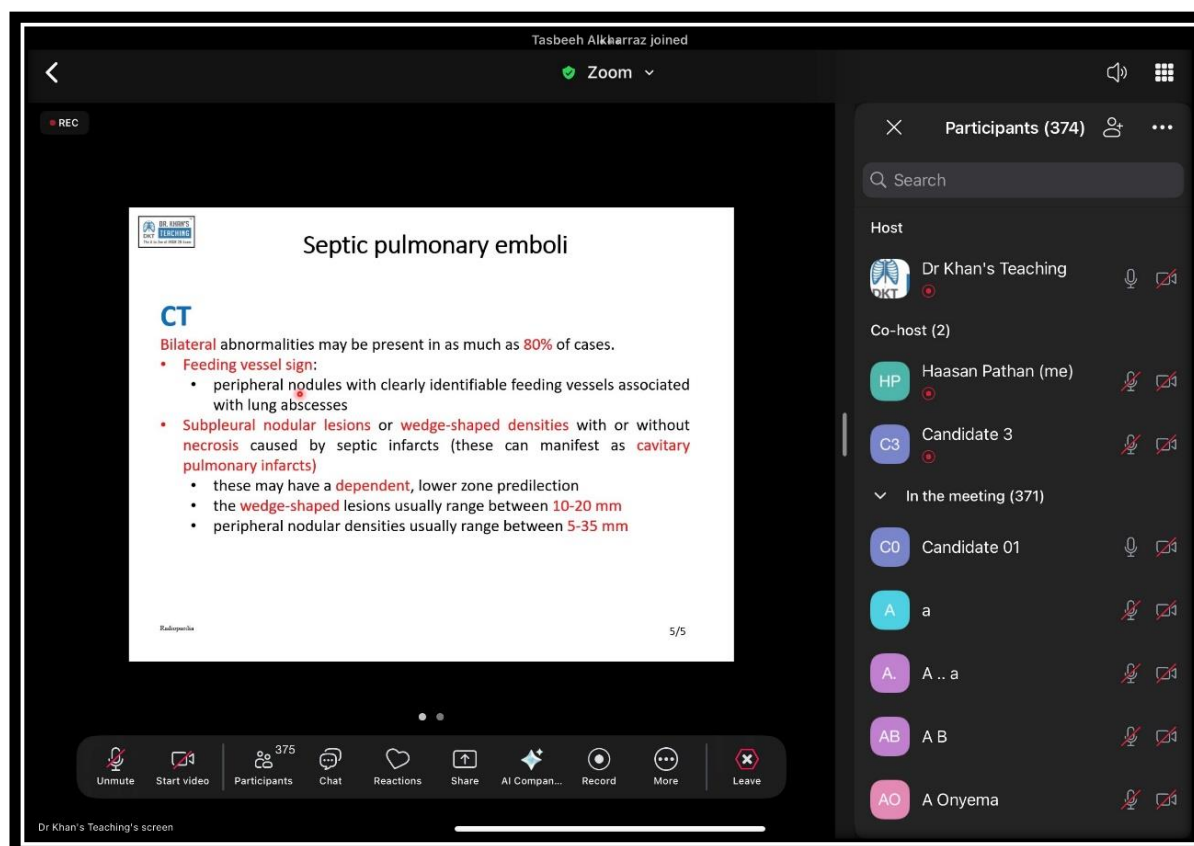 Tasbeeh Alkharraz joined
Zoom
REC
DR. KHAN'S
TEACHING
DKT
Septic pulmonary emboli
CT
Bilateral abnormalities may be present in as much as 80% of cases.
• Feeding vessel sign:
• peripheral nodules with clearly identifiable feeding vessels associated
with lung abscesses
• Subpleural nodular lesions or wedge-shaped densities with or without
necrosis caused by septic infarcts (these can manifest as cavitary
pulmonary infarcts)
• these may have a dependent, lower zone predilection
• the wedge-shaped lesions usually range between 10-20 mm
• peripheral nodular densities usually range between 5-35 mm
Radiopaedia
5/5
Unmute
Start video
375
Participants
Chat
Reactions
Share
AI Compan...
Record
More
Leave
Dr Khan's Teaching's screen
Participants (374)
Search
Host
DKT
Dr Khan's Teaching
Co-host (2)
HP
Haasan Pathan (me)
C3
Candidate 3
In the meeting (371)
C0
Candidate 01
A
a
A.
A .. a
AB
A B
AO
A Onyema